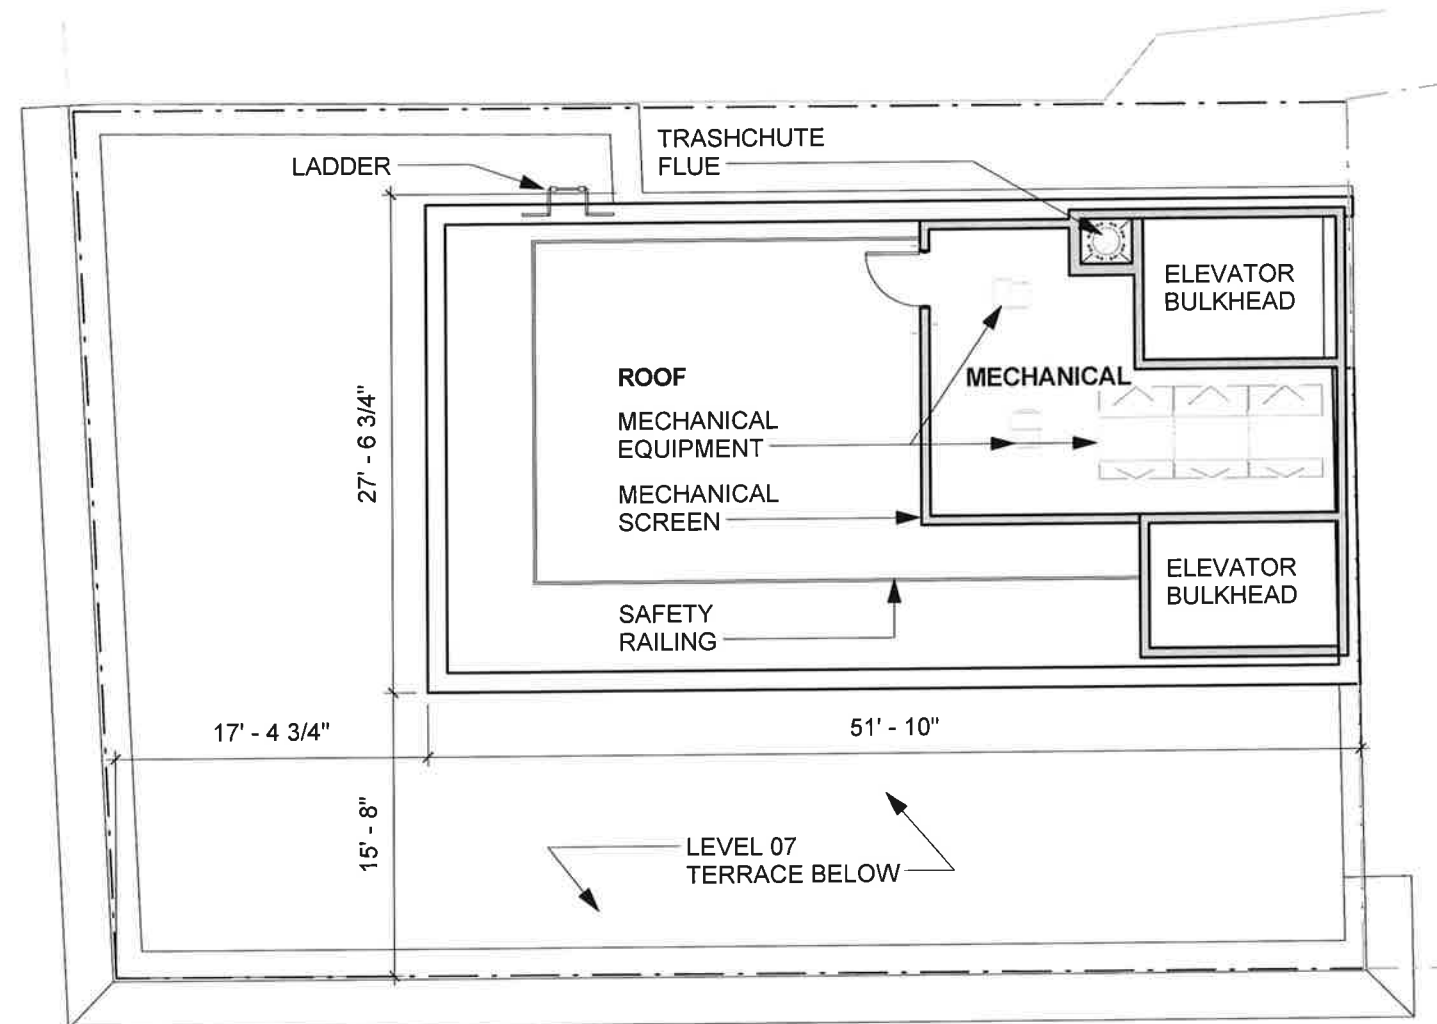 TRASHCHUTE
FLUE
LADDER
ELEVATOR
BULKHEAD
ROOF
MECHANICAL
MECHANICAL
EQUIPMENT
MECHANICAL
SCREEN
27' - 6 3/4"
ELEVATOR
BULKHEAD
SAFETY
RAILING
17' - 4 3/4"
51' - 10"
15' - 8"
LEVEL 07
TERRACE BELOW